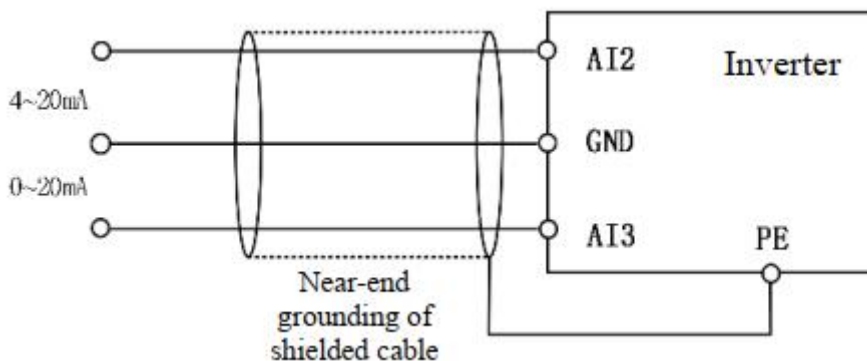 AI2
Inverter
4~20mA
GND
0~20mA
AI3
PE
Near-end
grounding of
shielded cable